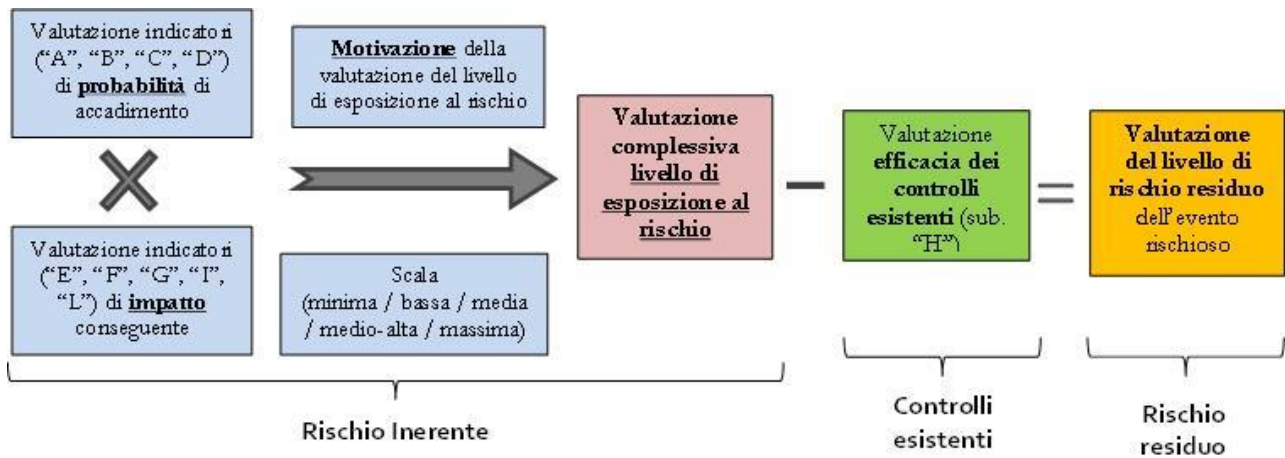 Valutazione indicatori
(“A”, “B”, “C”, “D”)
di probabilità di
accadimento
Motivazione della
valutazione del livello
di esposizione al rischio
Valutazione
complessiva
livello di
esposizione al
rischio
Valutazione
efficacia dei
controlli
esistenti (sub.
“H”)
Valutazione
del livello di
rischio residuo
dell’evento
rischioso
Valutazione indicatori
(“E”, “F”, “G”, “I”,
“L”) di impatto
conseguente
Scala
(minima / bassa / media
/ medio-alta / massima)
Rischio Inerente
Controlli
esistenti
Rischio
residuo